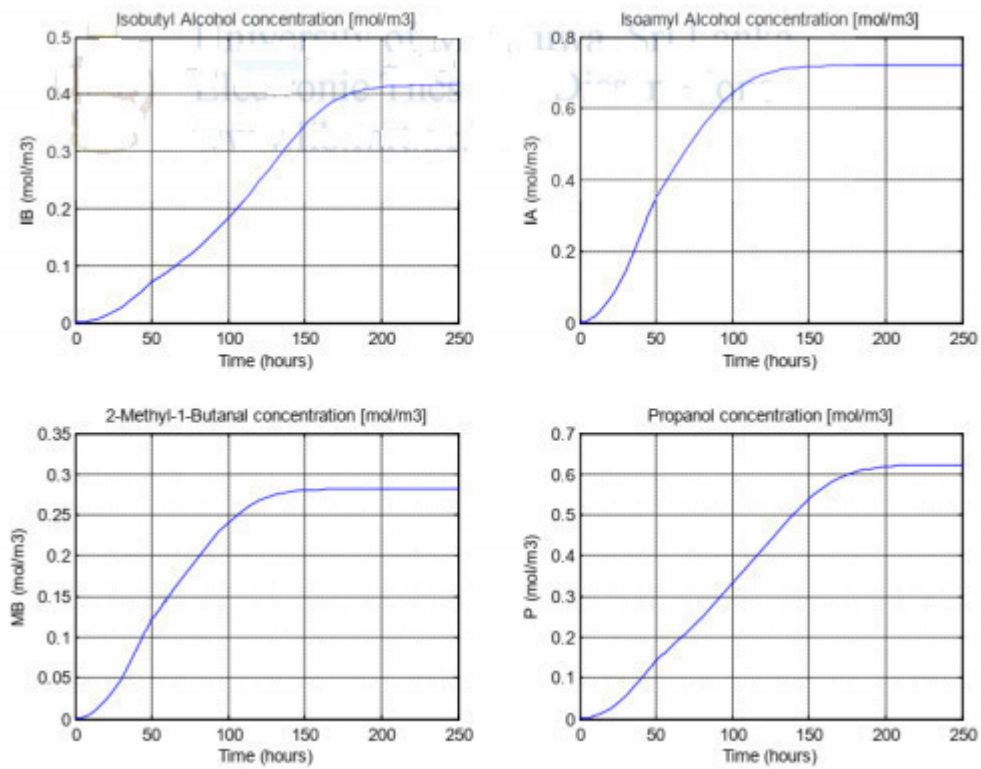 Isobutyl Alcohol concentration [mol/m3]
0.5
0.4
0.3
0.2
0.1
0
IB (mol/m3)
0 50 100 150 200 250
Time (hours)
Isoamyl Alcohol concentration [mol/m3]
0.8
0.6
0.4
0.2
0
IA (mol/m3)
0 50 100 150 200 250
Time (hours)
2-Methyl-1-Butanal concentration [mol/m3]
0.35
0.3
0.25
0.2
0.15
0.1
0.05
0
MB (mol/m3)
0 50 100 150 200 250
Time (hours)
Propanol concentration [mol/m3]
0.7
0.6
0.5
0.4
0.3
0.2
0.1
0
P (mol/m3)
0 50 100 150 200 250
Time (hours)